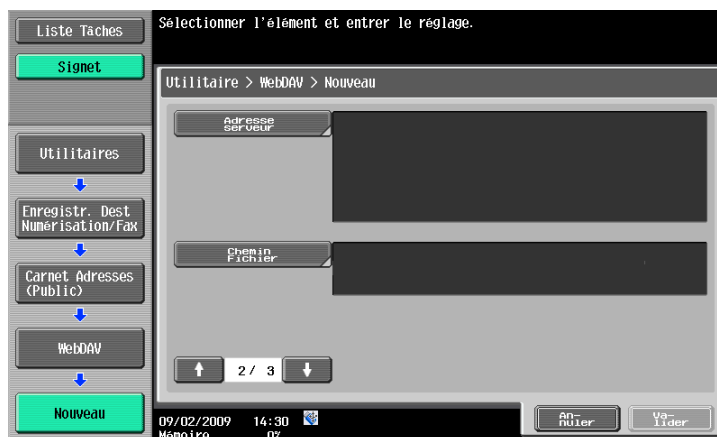 Liste Tâches
Sélectionner l'élément et entrer le réglage.
Signet
Utilitaire > WebDAV > Nouveau
Adresse
serveur
Utilitaires
Enregistr. Dest
Numérisation/Fax
Chemin
Fichier
Carnet Adresses
(Public)
WebDAV
2/ 3
Nouveau
An-
nuler
Va-
lider
09/02/2009 14:30
Mémoire 0%